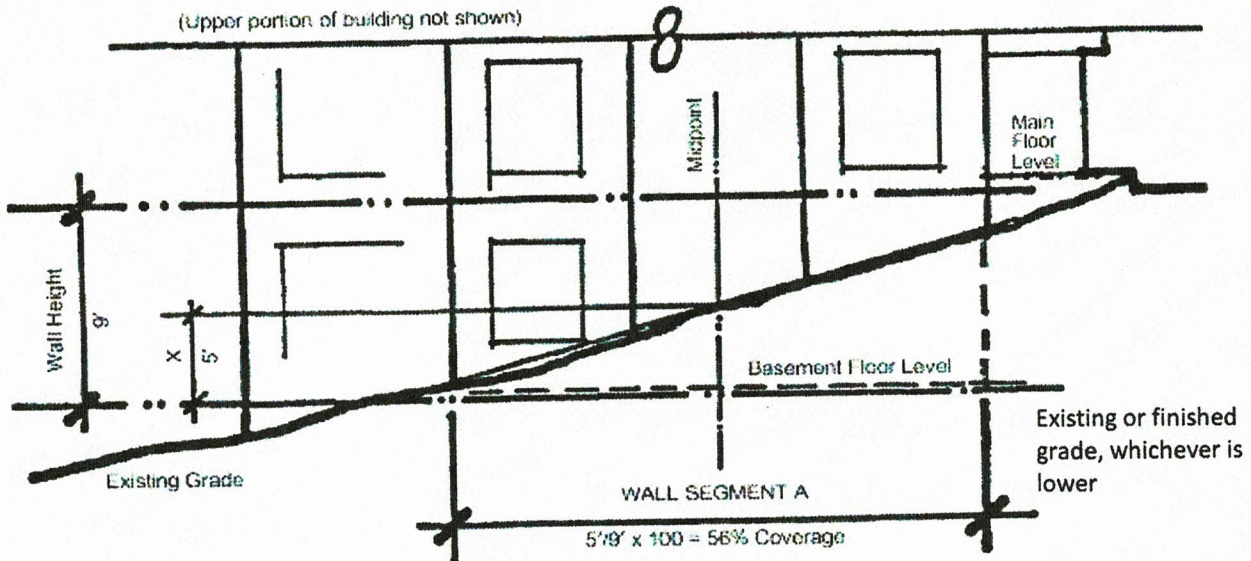 (Upper portion of building not shown)
8
Midpoint
Main
Floor
Level
Wall Height
9'
X
5'
Basement Floor Level
Existing or finished
grade, whichever is
lower
Existing Grade
WALL SEGMENT A
5'/9' x 100 = 56% Coverage